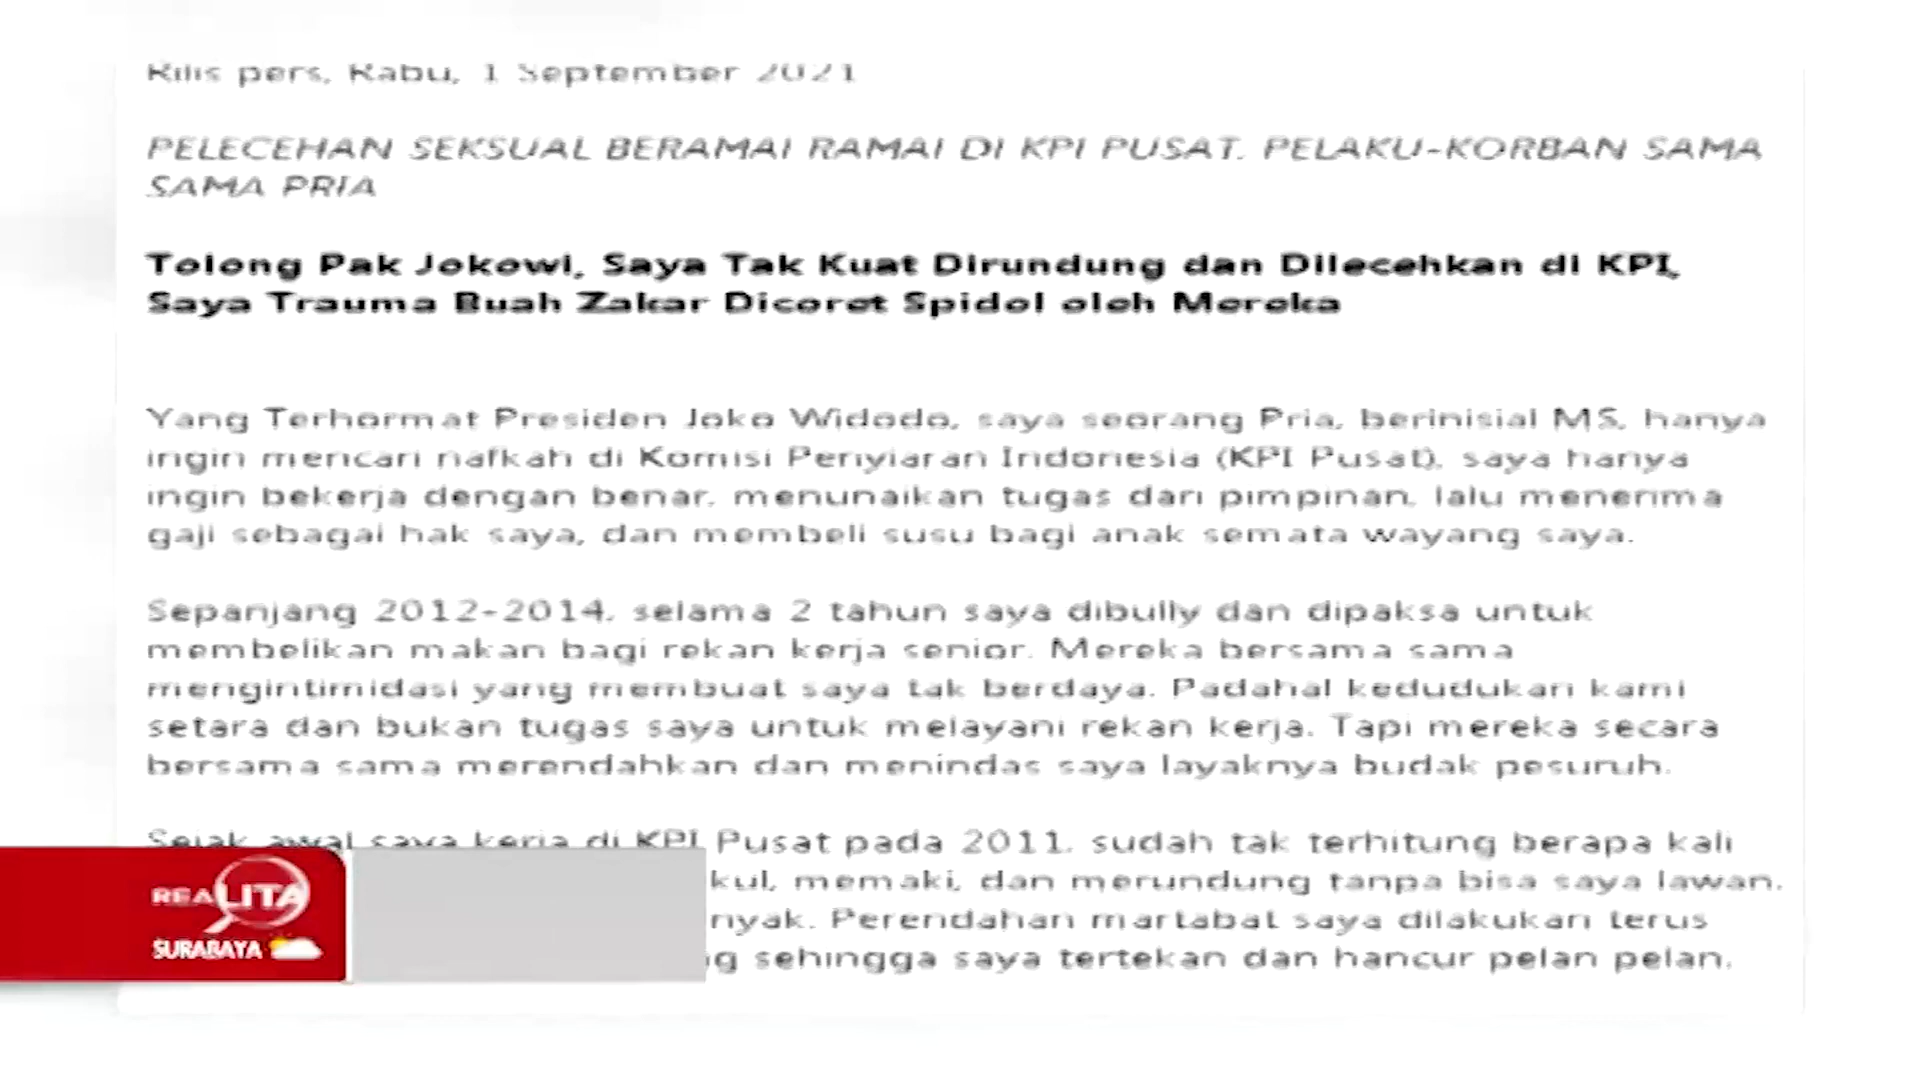 Rilis pers, Rabu, 1 September 2021
PELECEHAN SEKSUAL BERAMAI RAMAI DI KPI PUSAT. PELAKU-KORBAN SAMA
SAMA PRIA
Tolong Pak Jokowi, Saya Tak Kuat Dirundung dan Dilecehkan di KPI,
Saya Trauma Buah Zakar Dicoret Spidol oleh Mereka
Yang Terhormat Presiden Joko Widodo, saya seorang Pria, berinisial MS, hanya
ingin mencari nafkah di Komisi Penyiaran Indonesia (KPI Pusat), saya hanya
ingin bekerja dengan benar, menunaikan tugas dari pimpinan, lalu menerima
gaji sebagai hak saya, dan membeli susu bagi anak semata wayang saya.
Sepanjang 2012-2014, selama 2 tahun saya dibully dan dipaksa untuk
membelikan makan bagi rekan kerja senior. Mereka bersama sama
mengintimidasi yang membuat saya tak berdaya. Padahal kedudukan kami
setara dan bukan tugas saya untuk melayani rekan kerja. Tapi mereka secara
bersama sama merendahkan dan menindas saya layaknya budak pesuruh.
Sejak awal saya kerja di KPI Pusat pada 2011, sudah tak terhitung berapa kali
kul, memaki, dan merundung tanpa bisa saya lawan.
nyak. Perendahan martabat saya dilakukan terus
g sehingga saya tertekan dan hancur pelan pelan.
REALITA
SURABAYA